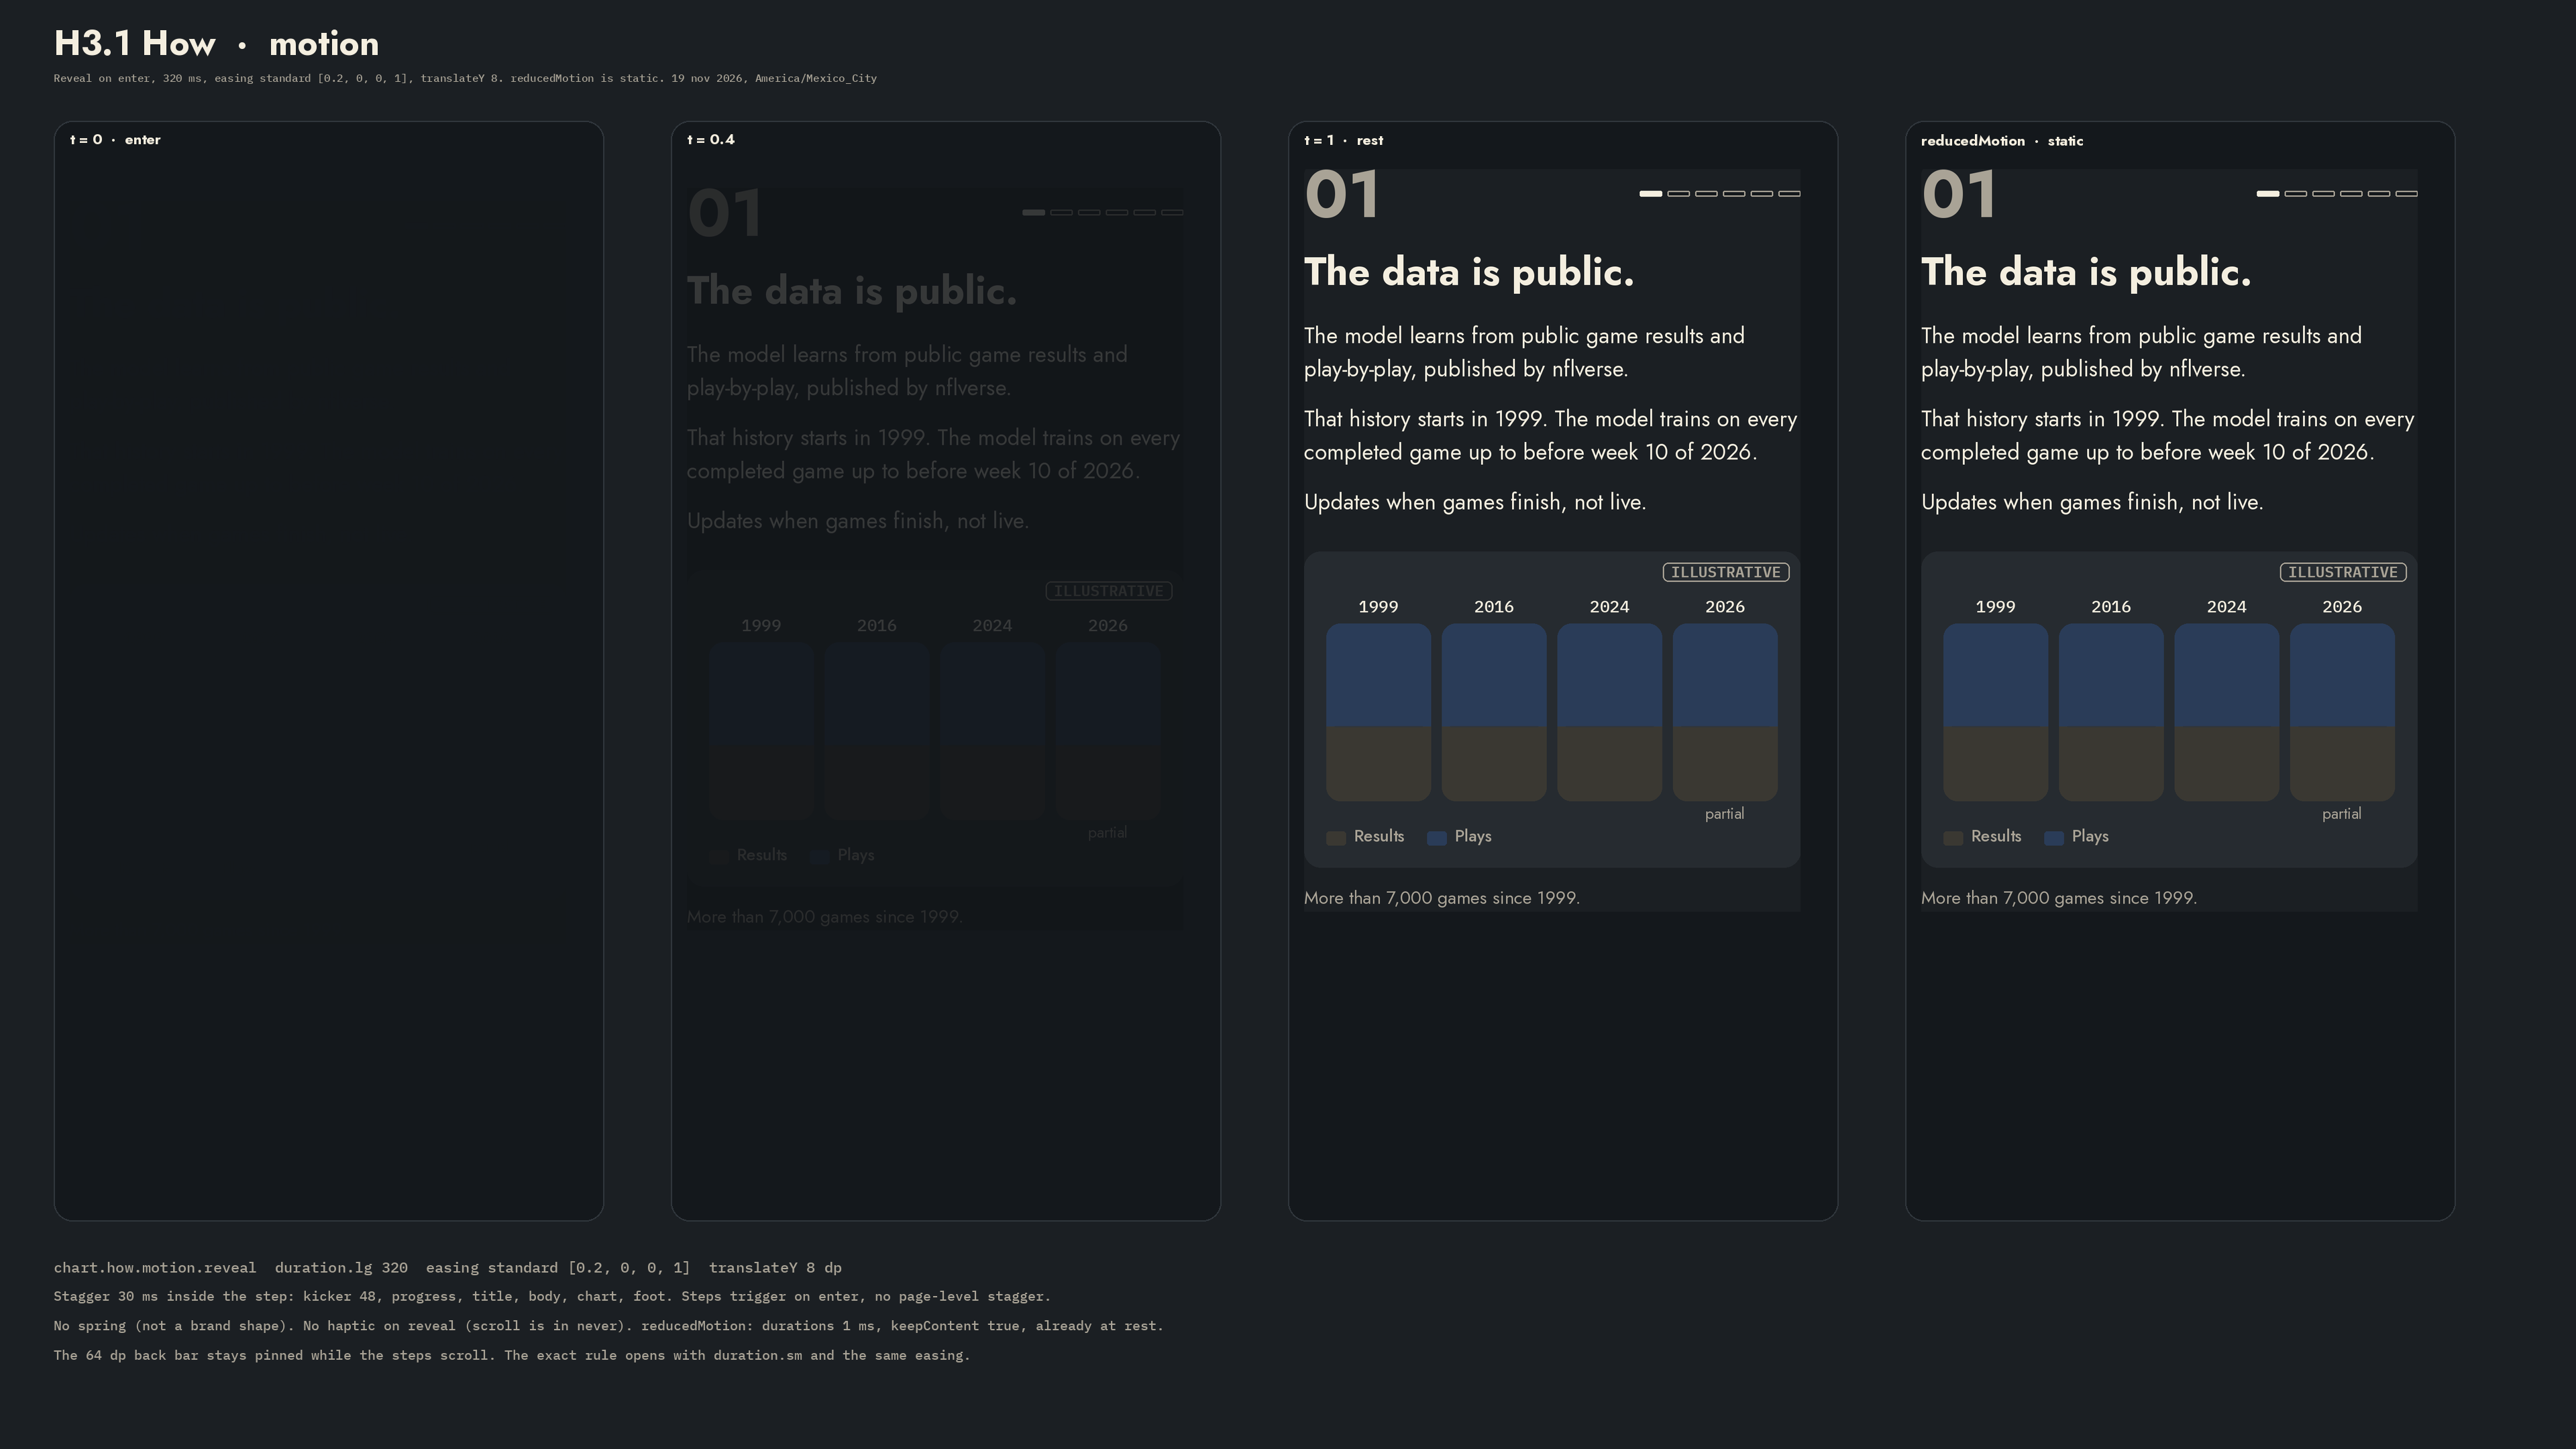 H3.1 How · motion
Reveal on enter, 320 ms, easing standard [0.2, 0, 0, 1], translateY 8. reducedMotion is static. 19 nov 2026, America/Mexico_City
t = 0 · enter
t = 0.4
01
The data is public.
The model learns from public game results and
play-by-play, published by nflverse.
That history starts in 1999. The model trains on every
completed game up to before week 10 of 2026.
Updates when games finish, not live.
ILLUSTRATIVE
1999 2016 2024 2026
partial
Results Plays
More than 7,000 games since 1999.
t = 1 · rest
01
The data is public.
The model learns from public game results and
play-by-play, published by nflverse.
That history starts in 1999. The model trains on every
completed game up to before week 10 of 2026.
Updates when games finish, not live.
ILLUSTRATIVE
1999 2016 2024 2026
partial
Results Plays
More than 7,000 games since 1999.
reducedMotion · static
01
The data is public.
The model learns from public game results and
play-by-play, published by nflverse.
That history starts in 1999. The model trains on every
completed game up to before week 10 of 2026.
Updates when games finish, not live.
ILLUSTRATIVE
1999 2016 2024 2026
partial
Results Plays
More than 7,000 games since 1999.
chart.how.motion.reveal duration.lg 320 easing standard [0.2, 0, 0, 1] translateY 8 dp
Stagger 30 ms inside the step: kicker 48, progress, title, body, chart, foot. Steps trigger on enter, no page-level stagger.
No spring (not a brand shape). No haptic on reveal (scroll is in never). reducedMotion: durations 1 ms, keepContent true, already at rest.
The 64 dp back bar stays pinned while the steps scroll. The exact rule opens with duration.sm and the same easing.